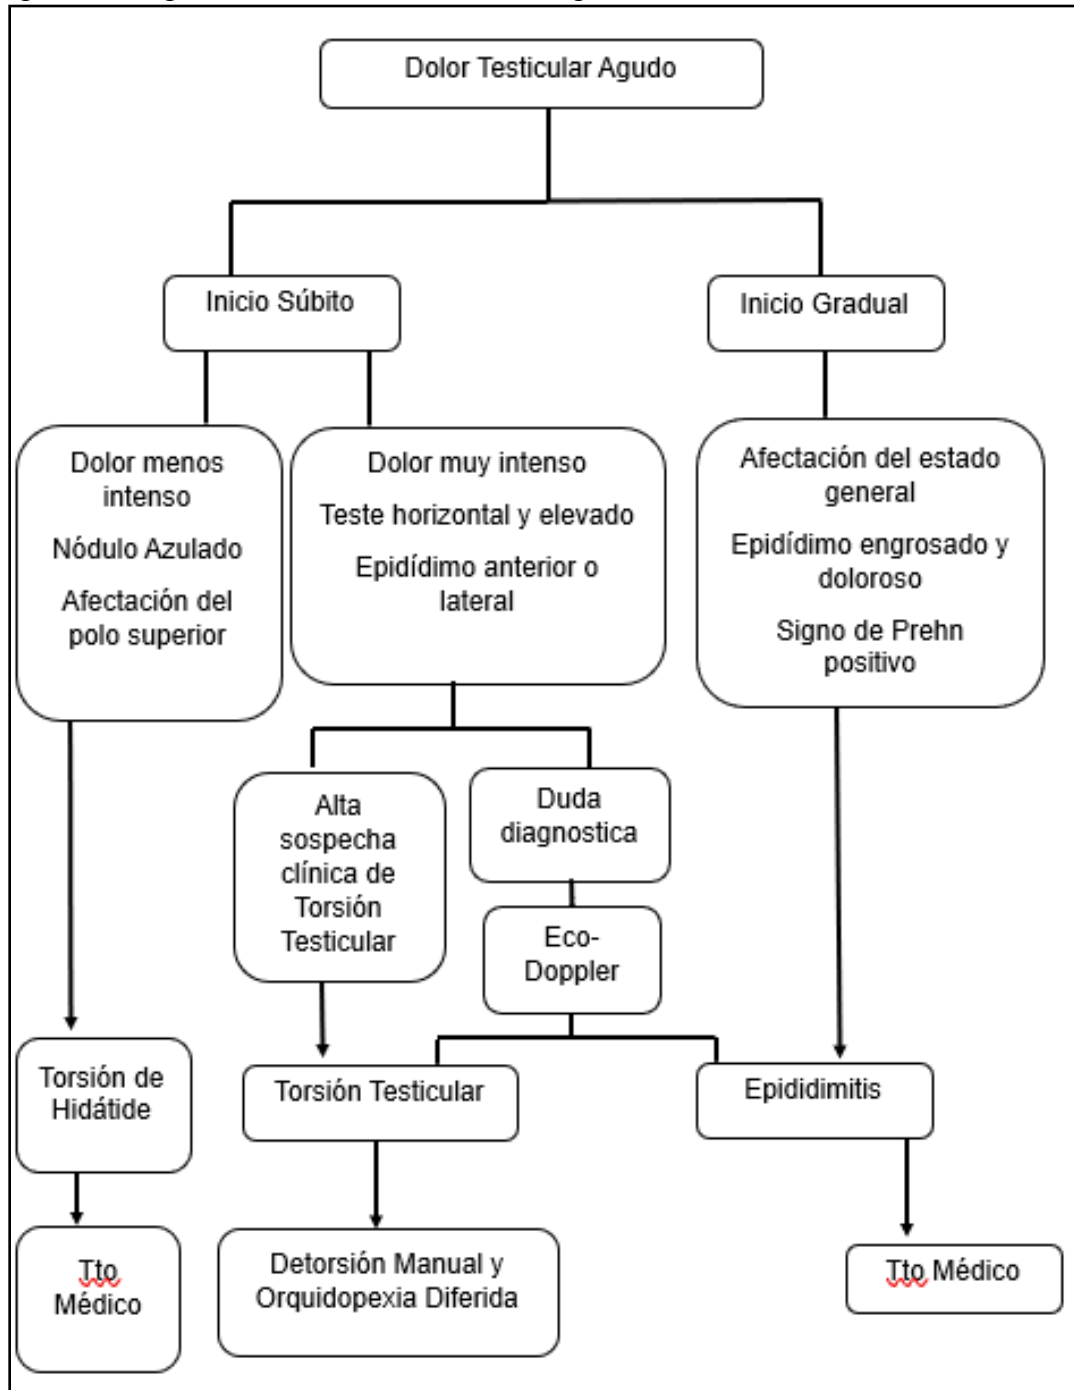 Dolor Testicular Agudo
Inicio Súbito
Inicio Gradual
Dolor menos
intenso
Nódulo Azulado
Afectación del
polo superior
Dolor muy intenso
Teste horizontal y elevado
Epidídimo anterior o
lateral
Afectación del estado
general
Epidídimo engrosado y
doloroso
Signo de Prehn
positivo
Alta
sospecha
clínica de
Torsión
Testicular
Duda
diagnostica
Eco-
Doppler
Torsión de
Hidátide
Torsión Testicular
Epididimitis
Tto
Médico
Detorsión Manual y
Orquidopexia Diferida
Tto Médico